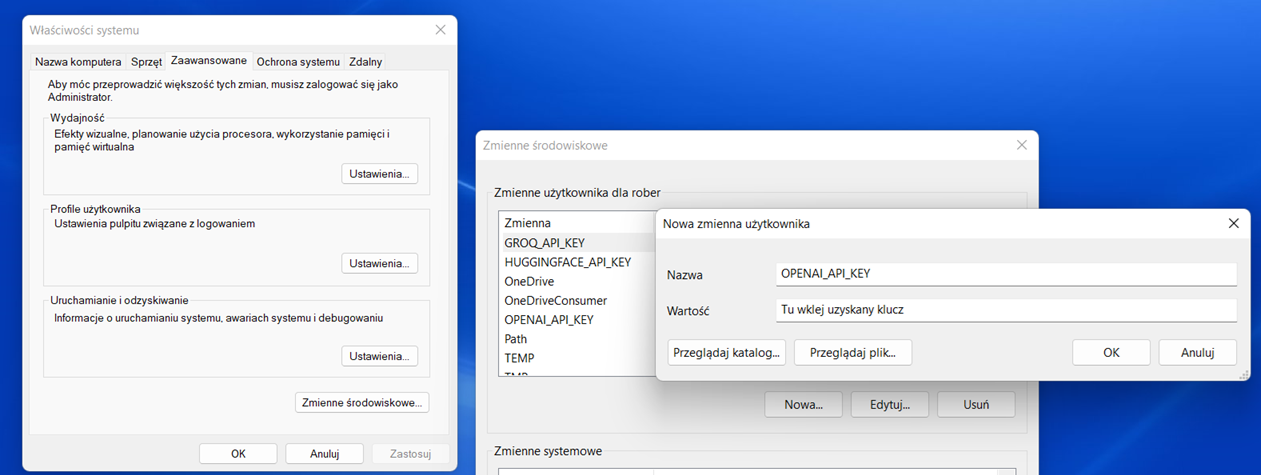 Właściwości systemu
Nazwa komputera Sprzęt Zaawansowane Ochrona systemu Zdalny
Aby móc przeprowadzić większość tych zmian, musisz zalogować się jako
Administrator.
Wydajność
Efekty wizualne, planowanie użycia procesora, wykorzystanie pamięci i
pamięć wirtualna
Ustawienia...
Profile użytkownika
Ustawienia pulpitu związane z logowaniem
Ustawienia...
Uruchamianie i odzyskiwanie
Informacje o uruchamianiu systemu, awariach systemu i debugowaniu
Ustawienia...
Zmienne środowiskowe...
OK Anuluj Zastosuj
Zmienne środowiskowe
Zmienne użytkownika dla rober
Zmienna
GROQ_API_KEY
HUGGINGFACE_API_KEY
OneDrive
OneDriveConsumer
OPENAI_API_KEY
Path
TEMP
TMP
Nowa... Edytuj... Usuń
Zmienne systemowe
Nowa zmienna użytkownika
Nazwa OPENAI_API_KEY
Wartość Tu wklej uzyskany klucz
Przeglądaj katalog... Przeglądaj plik... OK Anuluj